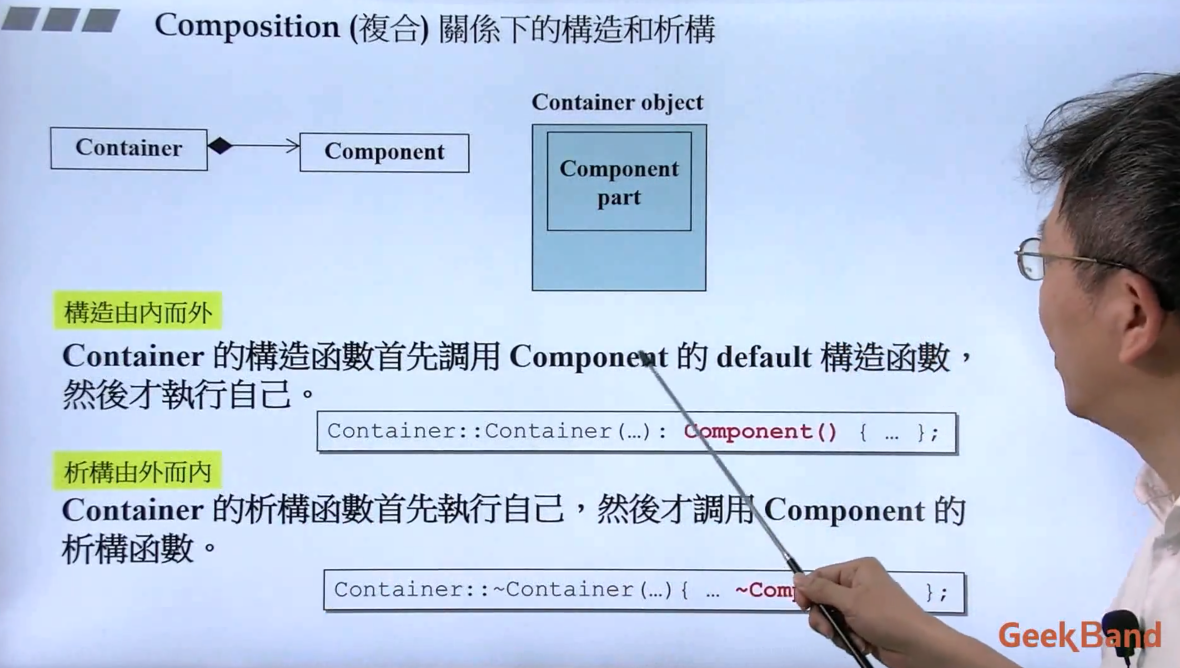 Composition (複合) 關係下的構造和析構
Container object
Container
Component
Component
part
構造由內而外
Container 的構造函數首先調用 Component 的 default 構造函數，
然後才執行自己。
Container::Container(…): Component() { … };
析構由外而內
Container 的析構函數首先執行自己，然後才調用 Component 的
析構函數。
Container::~Container(…){ … ~Comp };
GeekBand